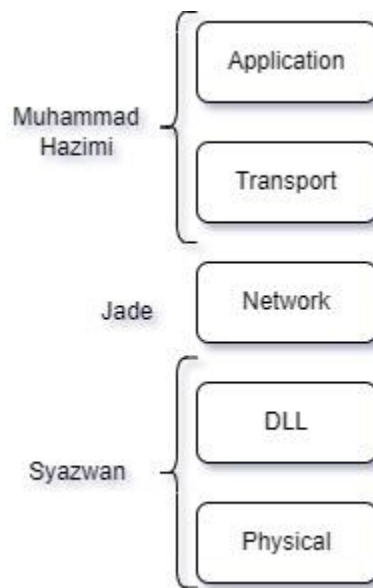 Application
Muhammad
Hazimi
Transport
Jade
Network
DLL
Syazwan
Physical